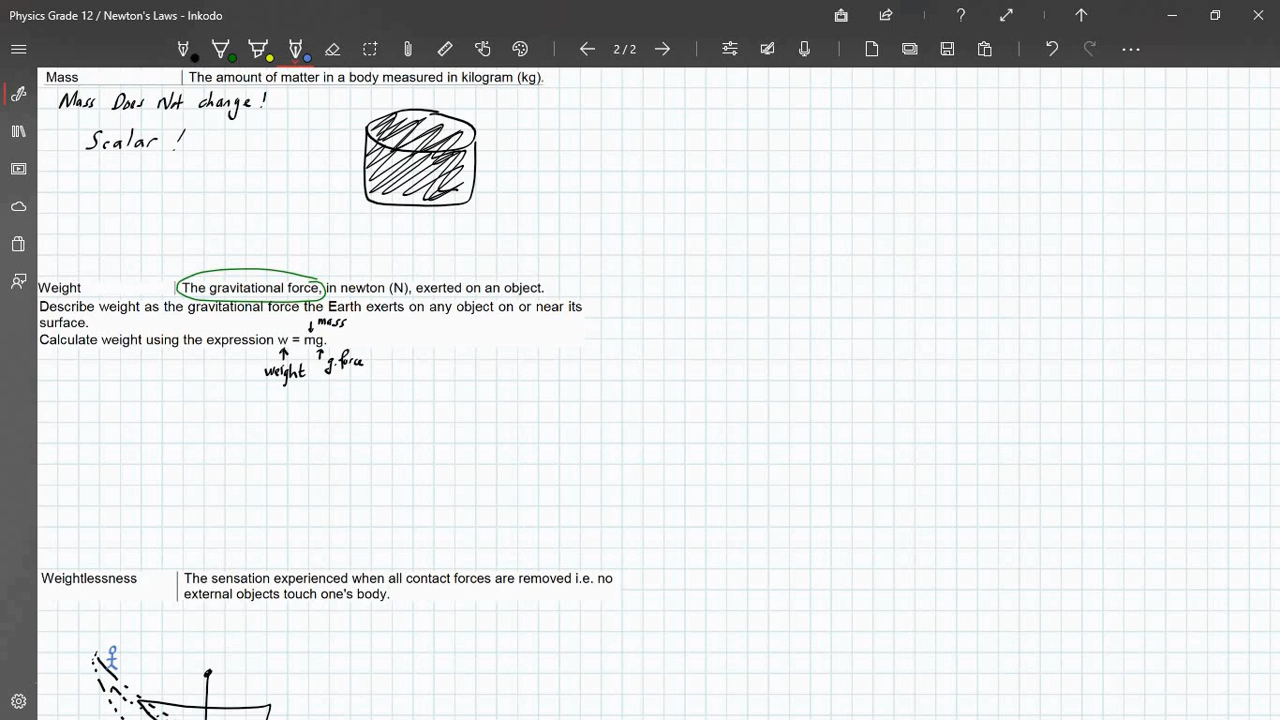 Physics Grade 12 / Newton's Laws - Inkodo
2 / 2
Mass The amount of matter in a body measured in kilogram (kg).
Mass Does Not change !
Scalar !
Weight The gravitational force, in newton (N), exerted on an object.
Describe weight as the gravitational force the Earth exerts on any object on or near its
surface.
mass
Calculate weight using the expression w = mg.
weight g.force
Weightlessness The sensation experienced when all contact forces are removed i.e. no
external objects touch one's body.